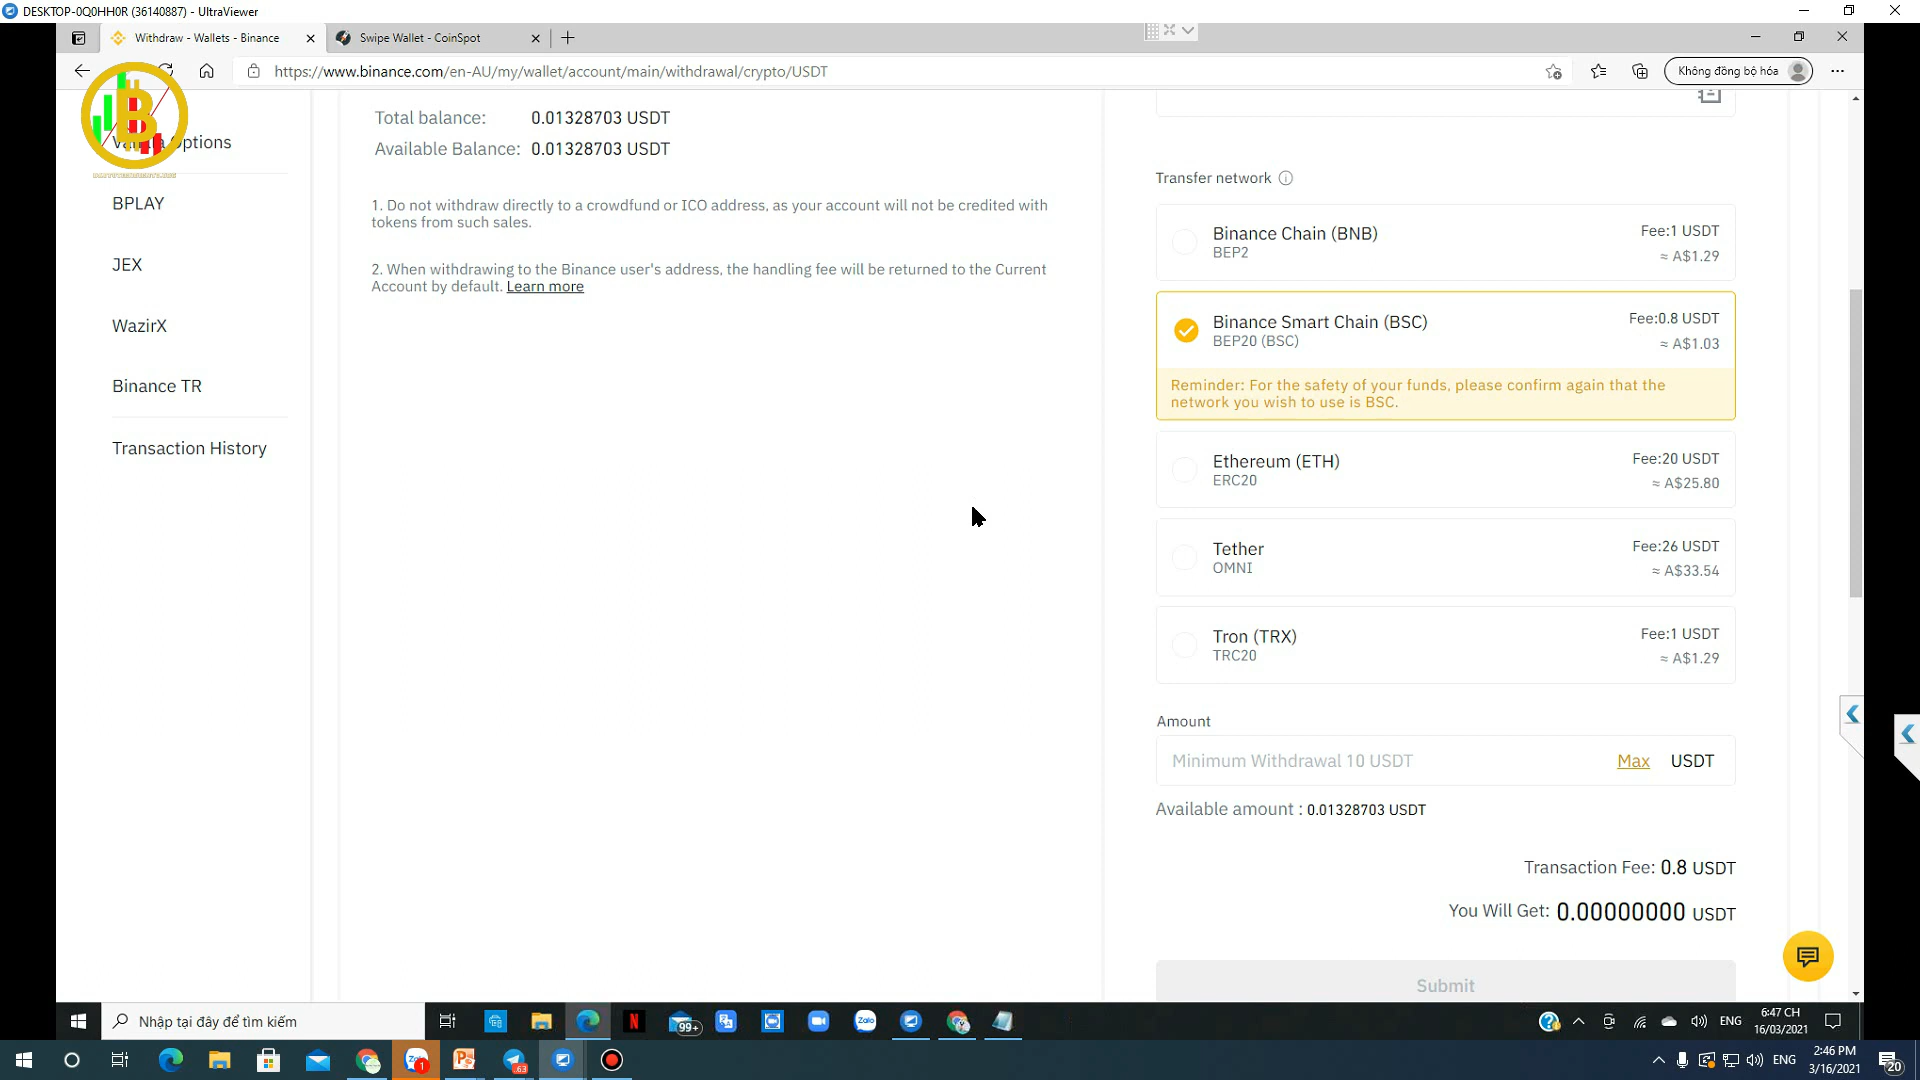 DESKTOP-0Q0HH0R (36140887) - UltraViewer
Withdraw - Wallets - Binance
Swipe Wallet - CoinSpot
https://www.binance.com/en-AU/my/wallet/account/main/withdrawal/crypto/USDT
Không đồng bộ hóa
Options
BPLAY
JEX
WazirX
Binance TR
Transaction History
Total balance: 0.01328703 USDT
Available Balance: 0.01328703 USDT
1. Do not withdraw directly to a crowdfund or ICO address, as your account will not be credited with
tokens from such sales.
2. When withdrawing to the Binance user's address, the handling fee will be returned to the Current
Account by default. Learn more
Transfer network
Binance Chain (BNB) Fee:1 USDT
BEP2 ≈ A$1.29
Binance Smart Chain (BSC) Fee:0.8 USDT
BEP20 (BSC) ≈ A$1.03
Reminder: For the safety of your funds, please confirm again that the
network you wish to use is BSC.
Ethereum (ETH) Fee:20 USDT
ERC20 ≈ A$25.80
Tether Fee:26 USDT
OMNI ≈ A$33.54
Tron (TRX) Fee:1 USDT
TRC20 ≈ A$1.29
Amount
Minimum Withdrawal 10 USDT Max USDT
Available amount : 0.01328703 USDT
Transaction Fee: 0.8 USDT
You Will Get: 0.00000000 USDT
Submit
Nhập tại đây để tìm kiếm
99+
Zalo
ENG
6:47 CH
16/03/2021
1
63
ENG
2:46 PM
3/16/2021
20